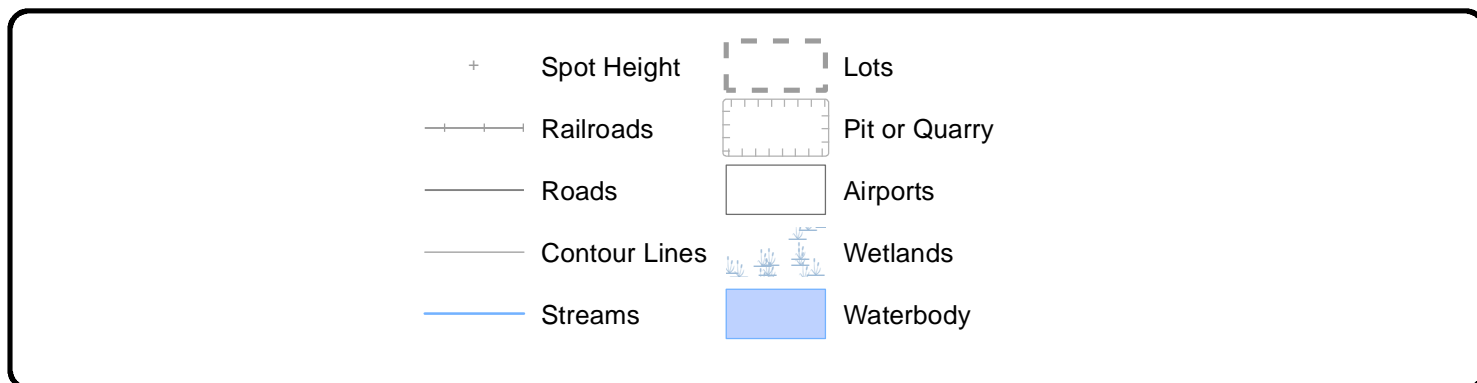 Spot Height
Railroads
Roads
Contour Lines
Streams
Lots
Pit or Quarry
Airports
Wetlands
Waterbody